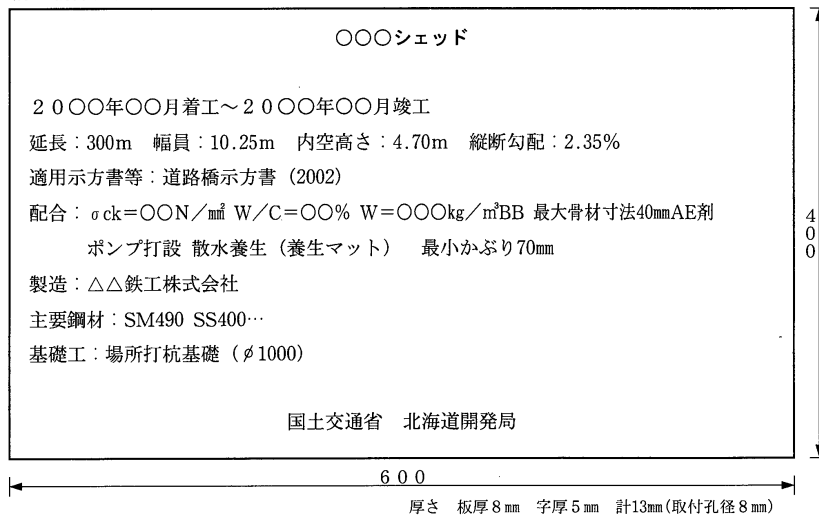 ○○○シェッド
２０○○年○○月着工～２０○○年○○月竣工
延長：300m　幅員：10.25m　内空高さ：4.70m　縦断勾配：2.35%
適用示方書等：道路橋示方書（2002）
配合：σck＝○○N／㎟ W／C＝○○% W＝○○○kg／㎥BB 最大骨材寸法40㎜AE剤
ポンプ打設 散水養生（養生マット）　最小かぶり70㎜
製造：△△鉄工株式会社
主要鋼材：SM490 SS400…
基礎工：場所打杭基礎（φ1000）
国土交通省　北海道開発局
400
600
厚さ　板厚8㎜　字厚5㎜　計13㎜(取付孔径8㎜)